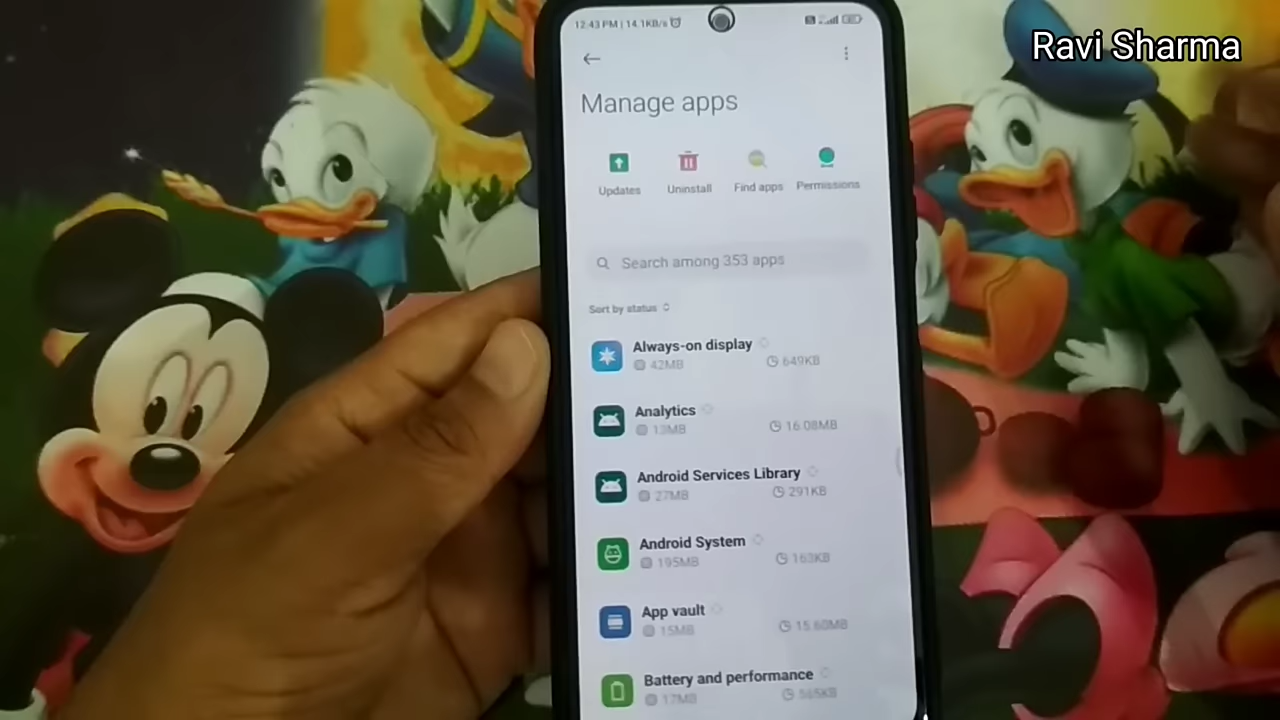 Ravi Sharma
12:43 PM | 14.1KB/s
Manage apps
Updates
Uninstall
Find apps
Permissions
Search among 353 apps
Sort by status
Always-on display
42MB
649KB
Analytics
13MB
16.08MB
Android Services Library
27MB
291KB
Android System
195MB
163KB
App vault
15MB
15.60MB
Battery and performance
17MB
565KB